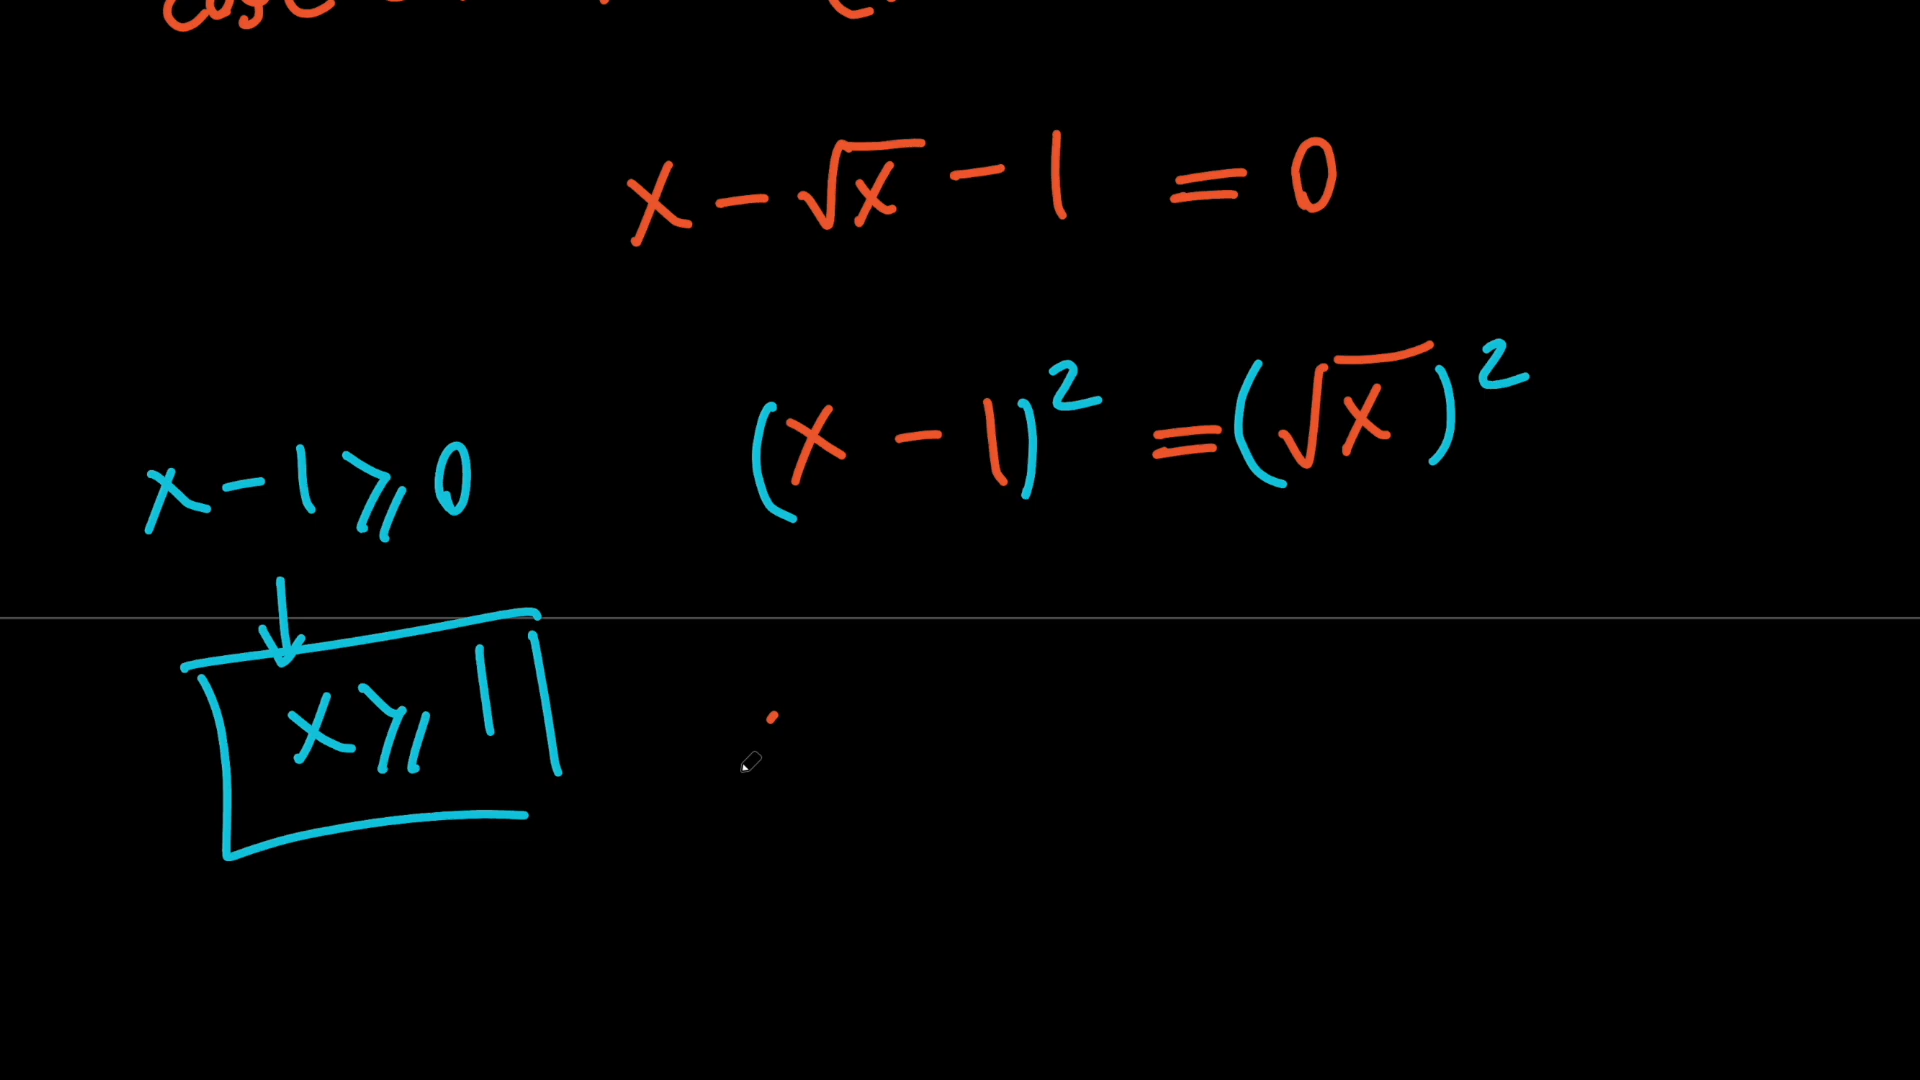 x - √x - 1 = 0
(x - 1)² = (√x)²
x - 1 ⩾ 0
x ⩾ 1